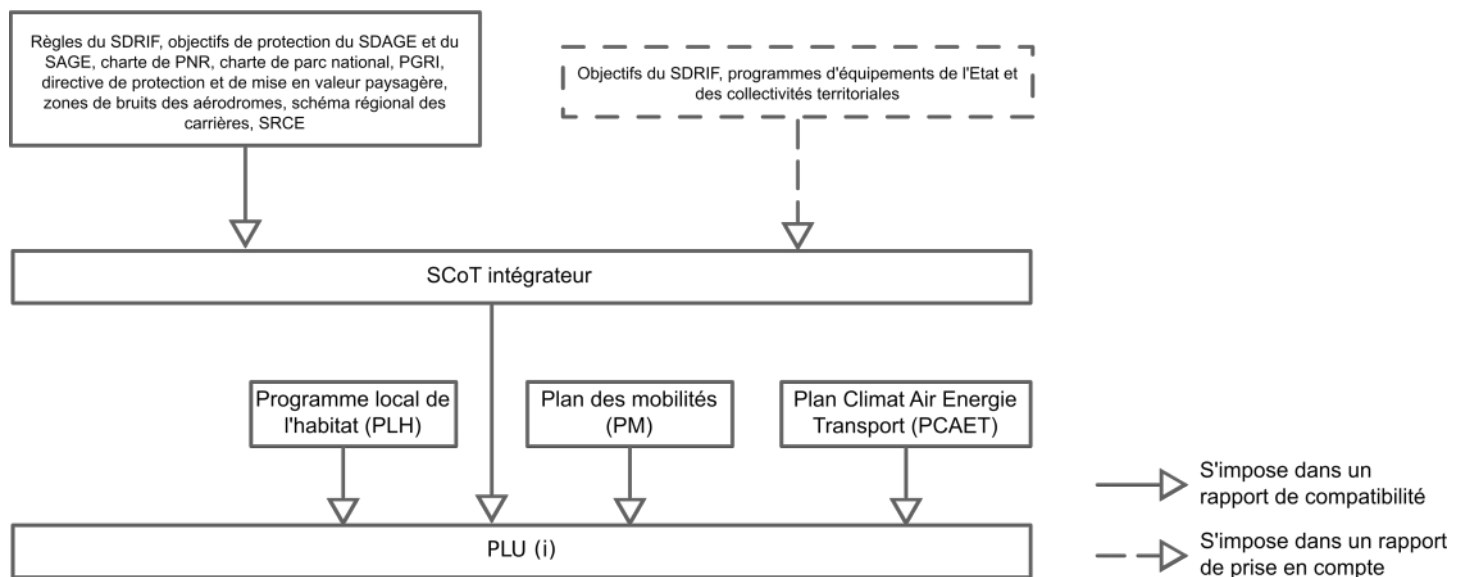 Règles du SDRIF, objectifs de protection du SDAGE et du
SAGE, charte de PNR, charte de parc national, PGRI,
directive de protection et de mise en valeur paysagère,
zones de bruits des aérodromes, schéma régional des
carrières, SRCE
Objectifs du SDRIF, programmes d'équipements de l'Etat et
des collectivités territoriales
SCoT intégrateur
Programme local de
l'habitat (PLH)
Plan des mobilités
(PM)
Plan Climat Air Energie
Transport (PCAET)
S'impose dans un
rapport de compatibilité
PLU (i)
S'impose dans un rapport
de prise en compte